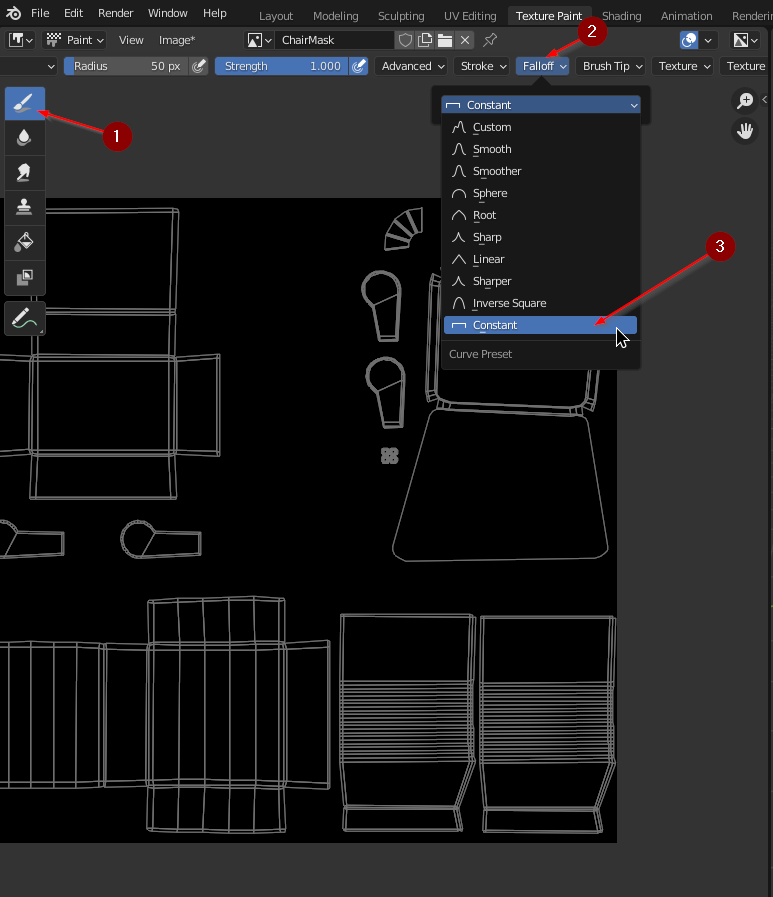 File Edit Render Window Help Layout Modeling Sculpting UV Editing Texture Paint Shading Animation
Paint View Image* ChairMask
Radius 50 px Strength 1.000 Advanced Stroke Falloff Brush Tip Texture Texture
Constant
Custom
Smooth
Smoother
Sphere
Root
Sharp
Linear
Sharper
Inverse Square
Constant
Curve Preset
1
2
3